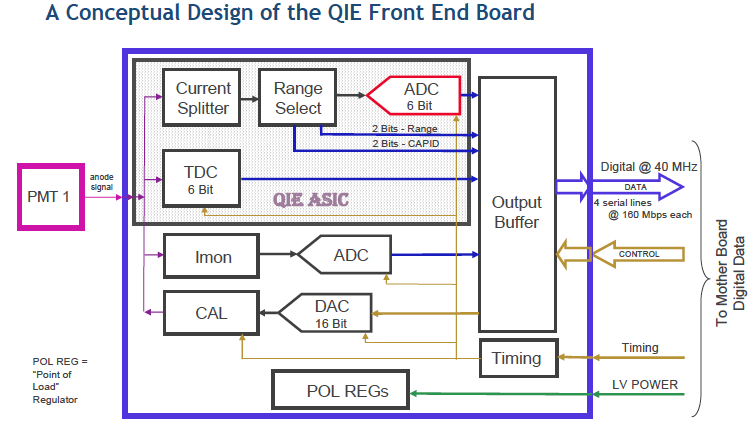 A Conceptual Design of the QIE Front End Board
Current
Splitter
Range
Select
ADC
6 Bit
2 Bits - Range
2 Bits - CAPID
TDC
6 Bit
QIE ASIC
PMT 1
anode
signal
Output
Buffer
Digital @ 40 MHz
DATA
4 serial lines
@ 160 Mbps each
CONTROL
To Mother Board
Digital Data
Imon
ADC
CAL
DAC
16 Bit
Timing
Timing
POL REG =
"Point of
Load"
Regulator
POL REGs
LV POWER